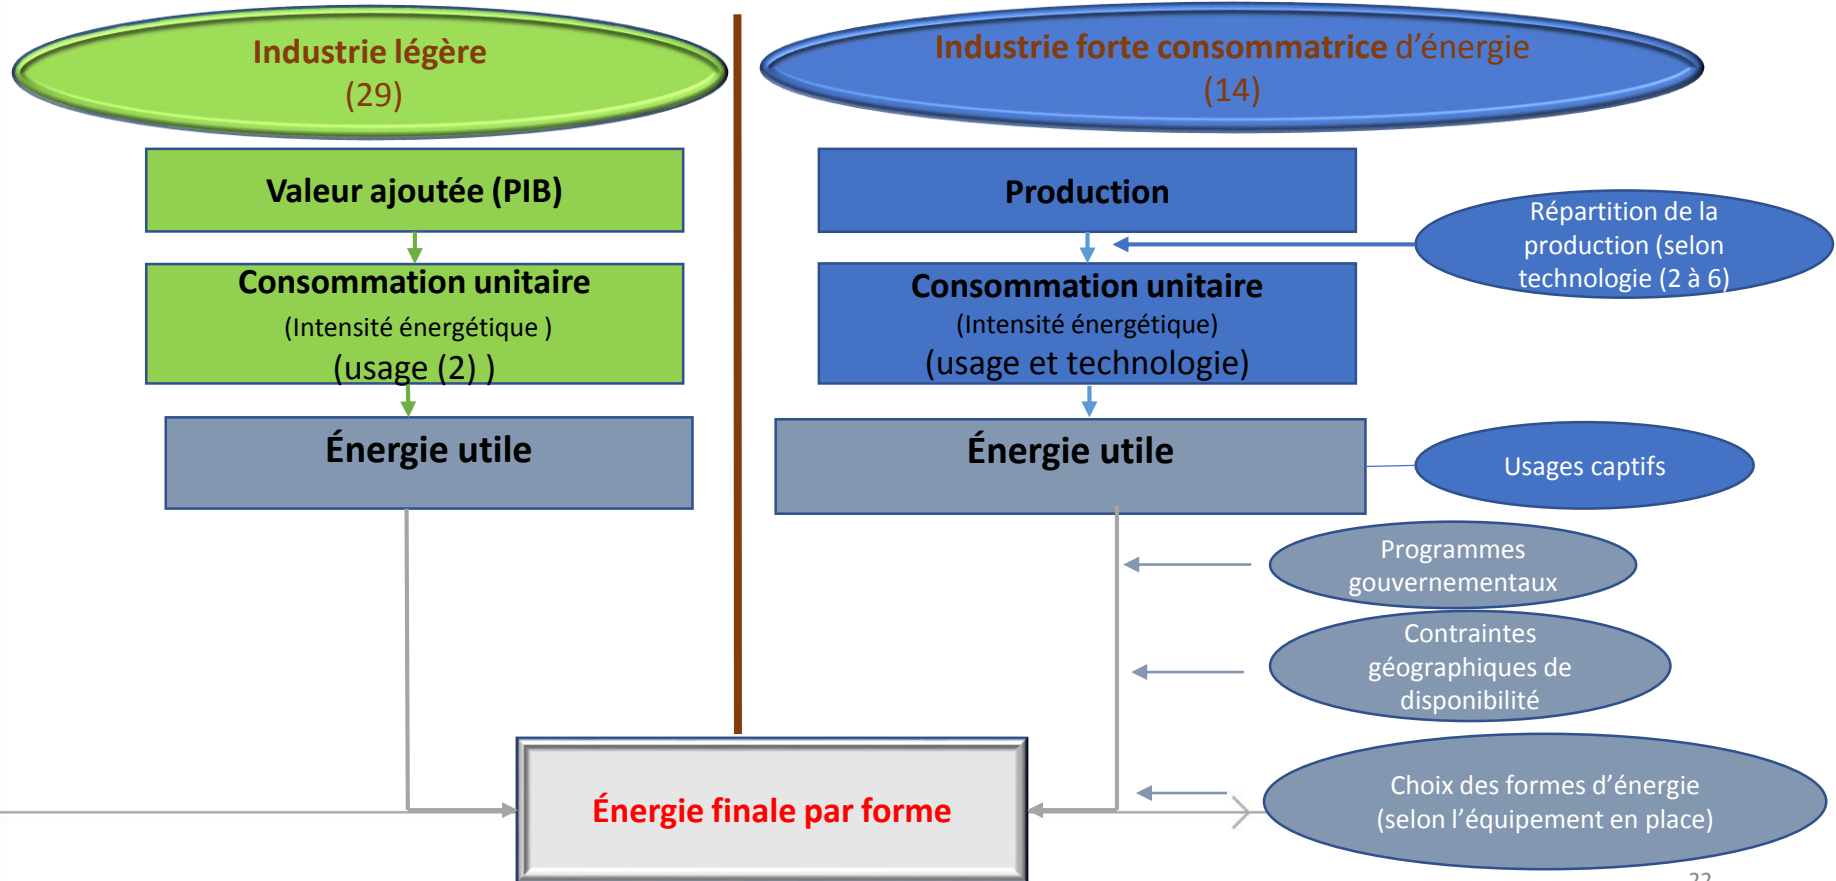 Industrie légère
(29)
Industrie forte consommatrice d'énergie
(14)
Valeur ajoutée (PIB)
Production
Répartition de la
production (selon
technologie (2 à 6)
Consommation unitaire
(Intensité énergétique )
(usage (2) )
Consommation unitaire
(Intensité énergétique)
(usage et technologie)
Énergie utile
Énergie utile
Usages captifs
Programmes
gouvernementaux
Contraintes
géographiques de
disponibilité
Choix des formes d'énergie
(selon l'équipement en place)
Énergie finale par forme
22